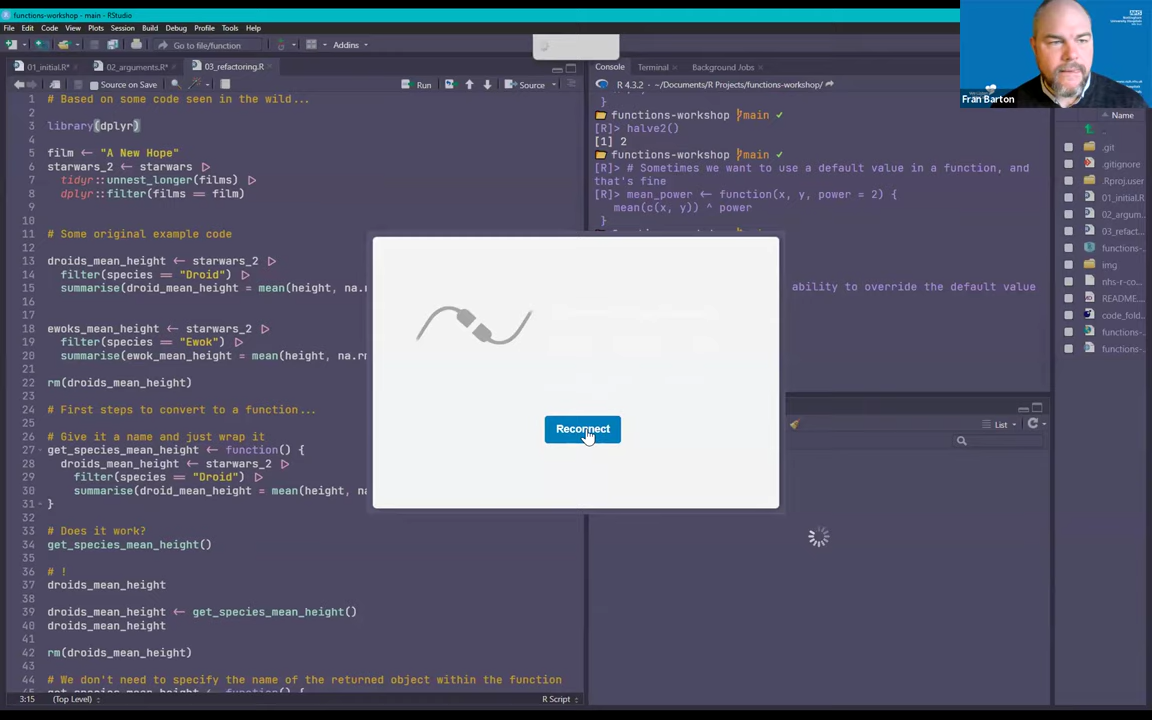 functions-workshop - main - RStudio
File Edit Code View Plots Session Build Debug Profile Tools Help
Go to file/function Addins
01_initial.R* 02_arguments.R* 03_refactoring.R
Source on Save Run Source
1 # Based on some code seen in the wild...
2
3 library(dplyr)
4
5 film <- "A New Hope"
6 starwars_2 <- starwars |>
7 tidyr::unnest_longer(films) |>
8 dplyr::filter(films == film)
9
10
11 # Some original example code
12
13 droids_mean_height <- starwars_2 |>
14 filter(species == "Droid") |>
15 summarise(droid_mean_height = mean(height, na.r
16
17
18 ewoks_mean_height <- starwars_2 |>
19 filter(species == "Ewok") |>
20 summarise(ewok_mean_height = mean(height, na.rm
21
22 rm(droids_mean_height)
23
24 # First steps to convert to a function...
25
26 # Give it a name and just wrap it
27 get_species_mean_height <- function() {
28 droids_mean_height <- starwars_2 |>
29 filter(species == "Droid") |>
30 summarise(droid_mean_height = mean(height, na
31 }
32
33 # Does it work?
34 get_species_mean_height()
35
36 # !
37 droids_mean_height
38
39 droids_mean_height <- get_species_mean_height()
40 droids_mean_height
41
42 rm(droids_mean_height)
43
44 # We don't need to specify the name of the returned object within the function
3:15 (Top Level) R Script
Console Terminal Background Jobs
R 4.3.2 · ~/Documents/R Projects/functions-workshop/
}
functions-workshop main ✓
[R]> halve2()
[1] 2
functions-workshop main ✓
[R]> # Sometimes we want to use a default value in a function, and
that's fine
[R]> mean_power <- function(x, y, power = 2) {
mean(c(x, y)) ^ power
}
ability to override the default value
Reconnect
List
Name
..
.git
.gitignore
.Rproj.user
01_initial.R
02_argum...
03_refact...
functions-...
img
nhs-r-co...
README...
code_fold...
functions-...
functions-...
NHS
Fran Barton